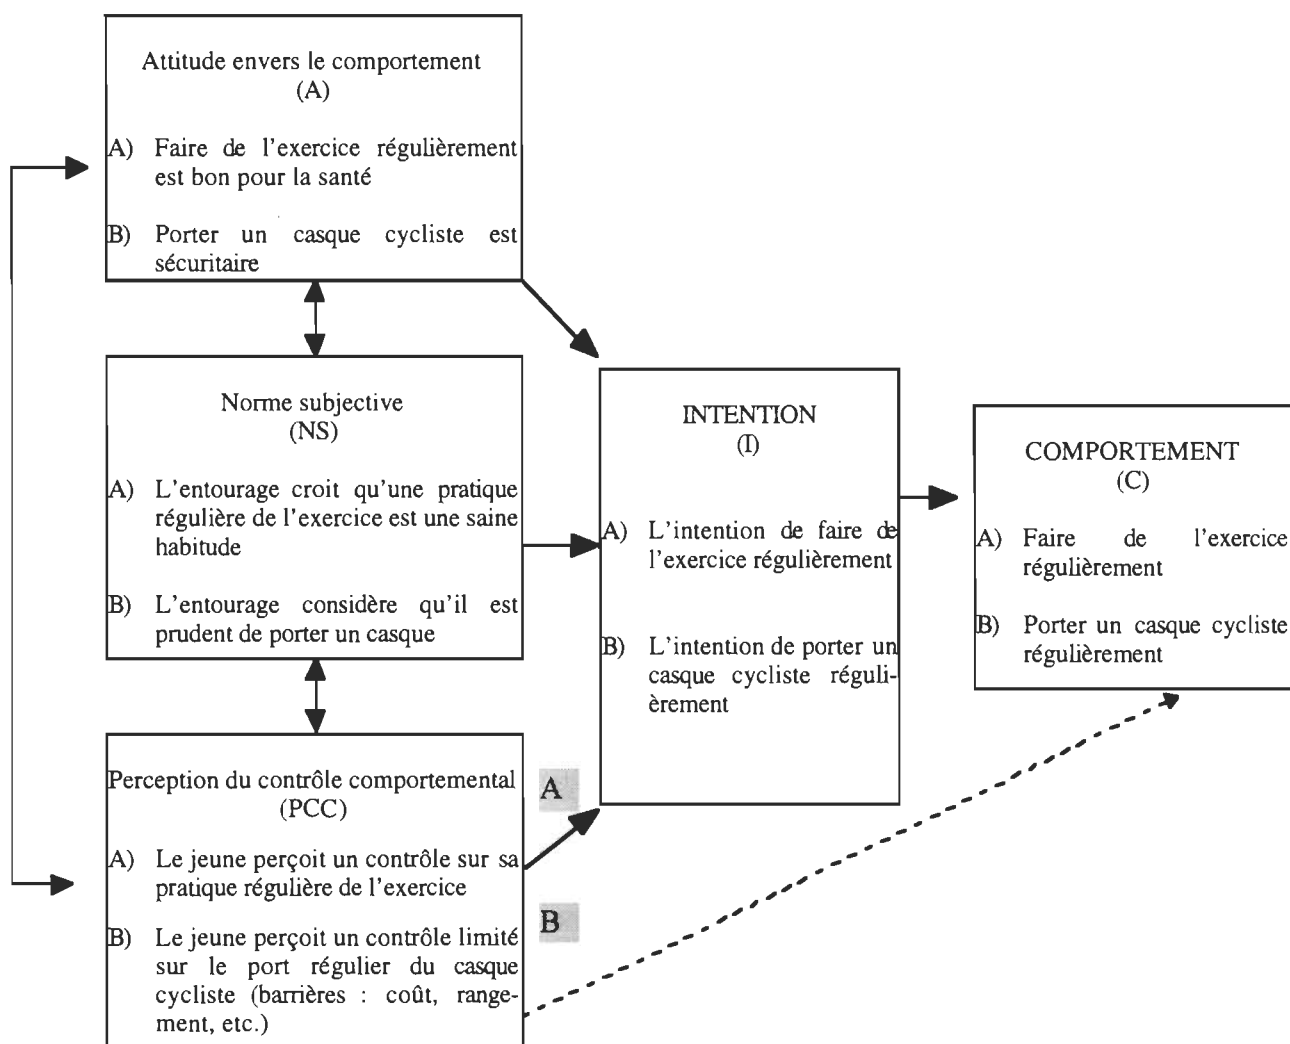 Attitude envers le comportement
(A)
A) Faire de l'exercice régulièrement
est bon pour la santé
B) Porter un casque cycliste est
sécuritaire
Norme subjective
(NS)
A) L'entourage croit qu'une pratique
régulière de l'exercice est une saine
habitude
B) L'entourage considère qu'il est
prudent de porter un casque
Perception du contrôle comportemental
(PCC)
A) Le jeune perçoit un contrôle sur sa
pratique régulière de l'exercice
B) Le jeune perçoit un contrôle limité
sur le port régulier du casque
cycliste (barrières : coût, range-
ment, etc.)
A
B
INTENTION
(I)
A) L'intention de faire de
l'exercice régulièrement
B) L'intention de porter un
casque cycliste réguli-
èrement
COMPORTEMENT
(C)
A) Faire de l'exercice
régulièrement
B) Porter un casque cycliste
régulièrement